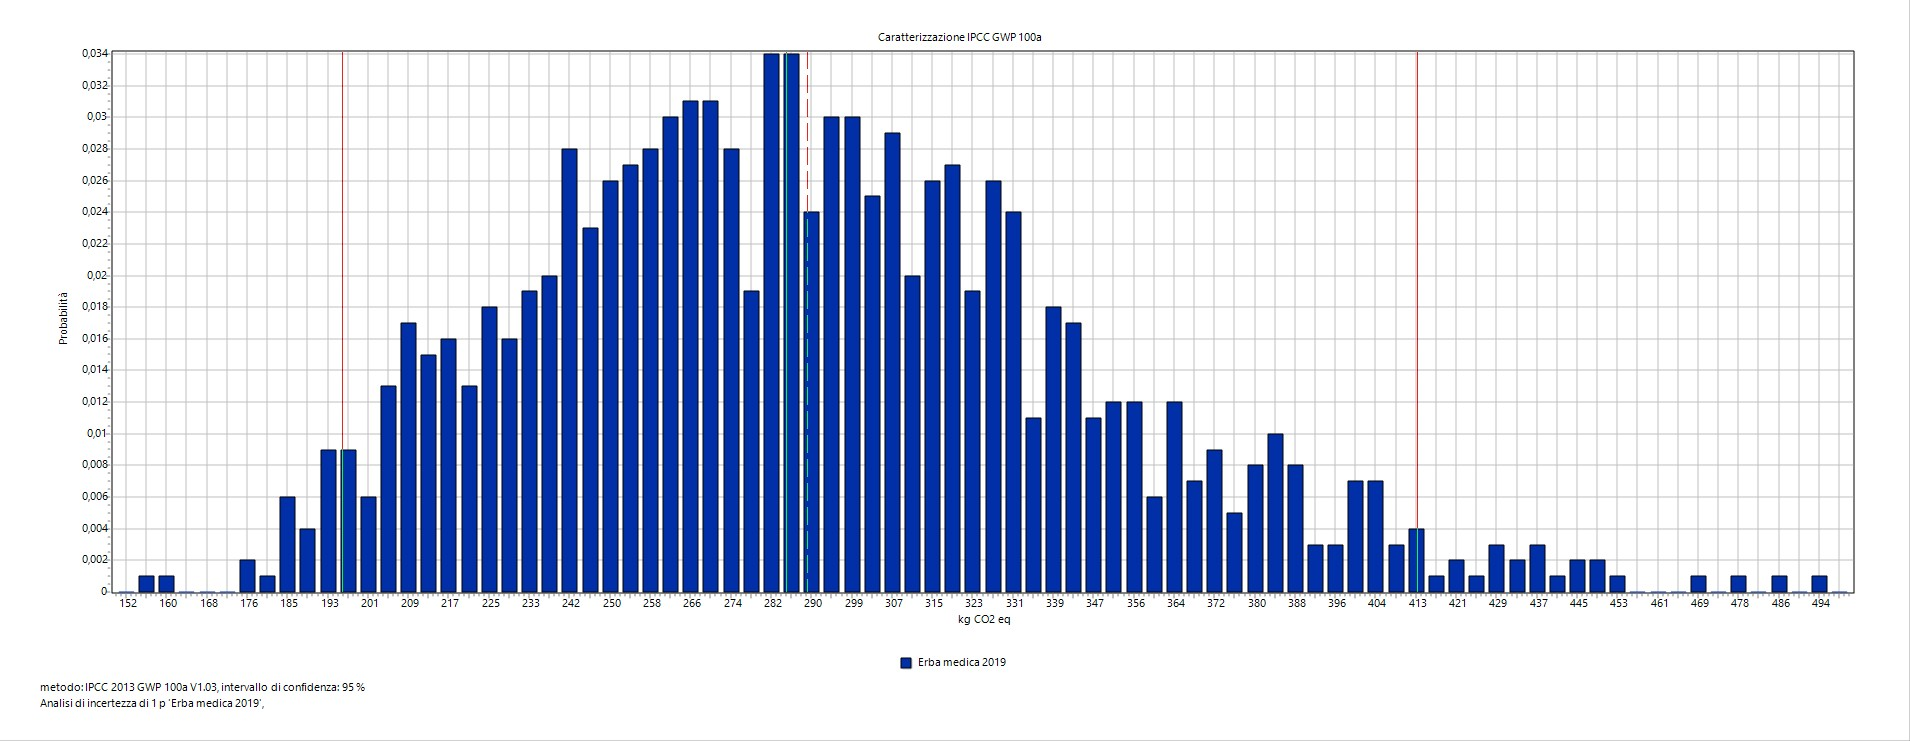 Caratterizzazione IPCC GWP 100a
0,034
0,032
0,03
0,028
0,026
0,024
0,022
0,02
0,018
0,016
0,014
0,012
0,01
0,008
0,006
0,004
0,002
0
Probabilità
152 160 168 176 185 193 201 209 217 225 233 242 250 258 266 274 282 290 299 307 315 323 331 339 347 356 364 372 380 388 396 404 413 421 429 437 445 453 461 469 478 486 494
kg CO2 eq
Erba medica 2019
metodo: IPCC 2013 GWP 100a V1.03, intervallo di confidenza: 95 %
Analisi di incertezza di 1 p 'Erba medica 2019',